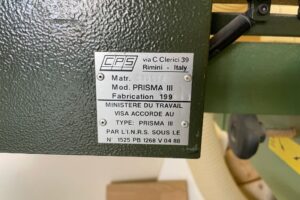 CPS via C. Clerici 39
Rimini - Italy
Matr.
Mod. PRISMA III
Fabrication 199
MINISTERE DU TRAVAIL
VISA ACCORDE AU
TYPE: PRISMA III
PAR L'I.N.R.S. SOUS LE
N° 1525 PB 1268 V 04 88